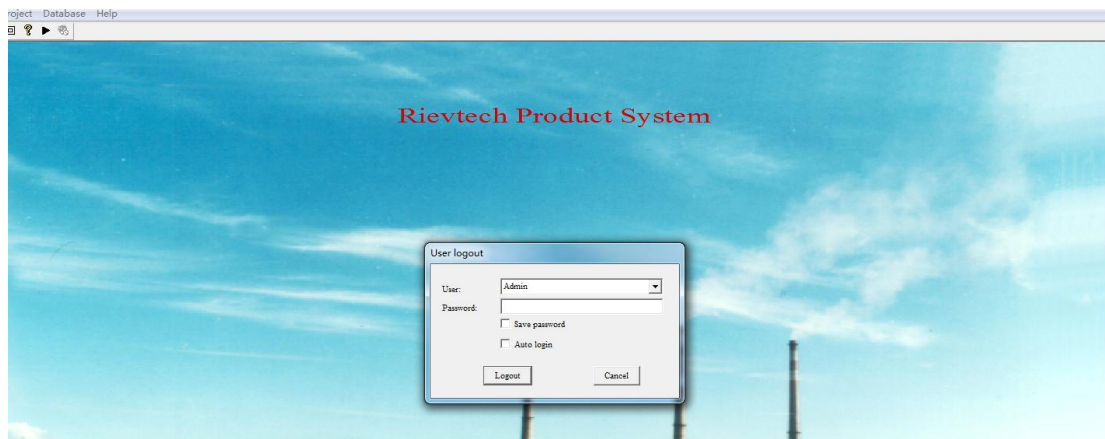 roject Database Help
Rievtech Product System
User logout
User: Admin
Password:
Save password
Auto login
Logout Cancel